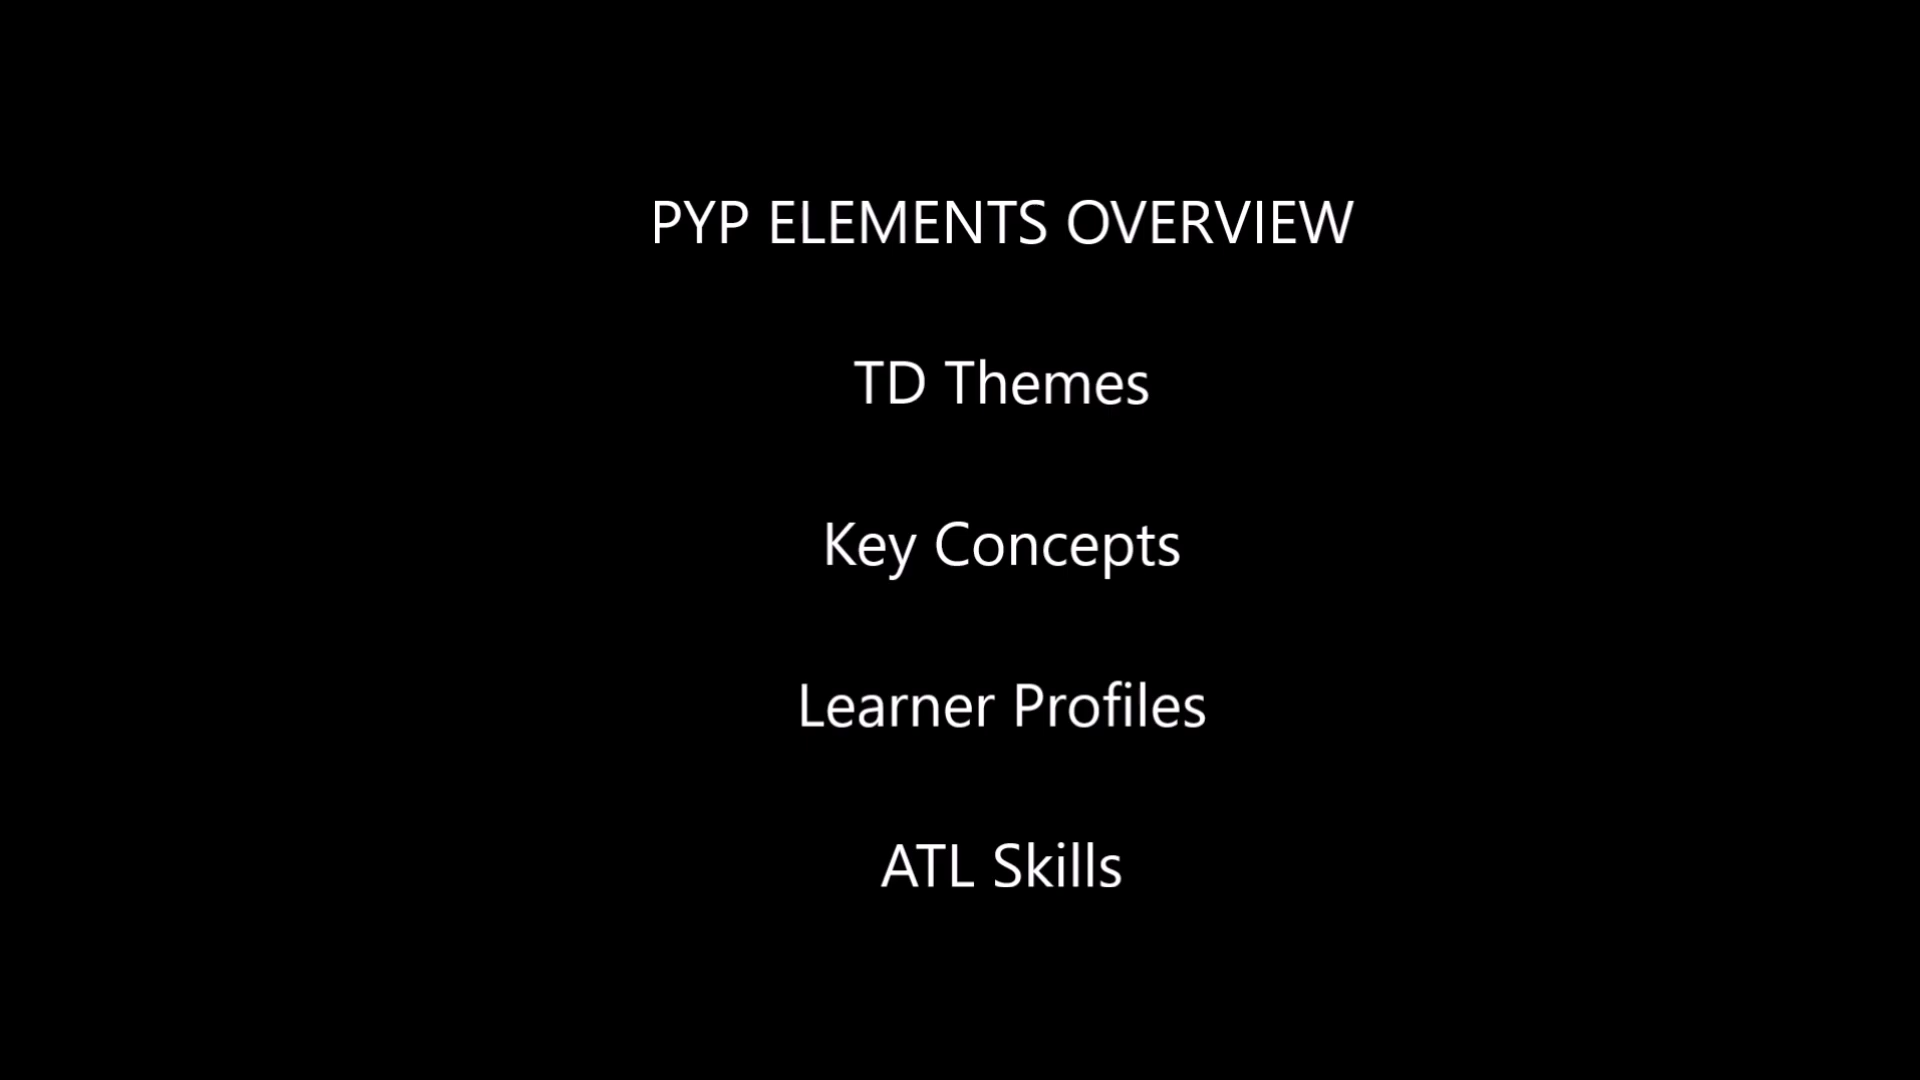 PYP ELEMENTS OVERVIEW
TD Themes
Key Concepts
Learner Profiles
ATL Skills